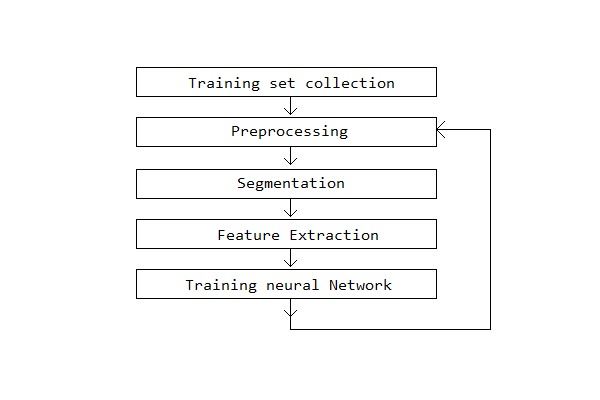 Training set collection
Preprocessing
Segmentation
Feature Extraction
Training neural Network